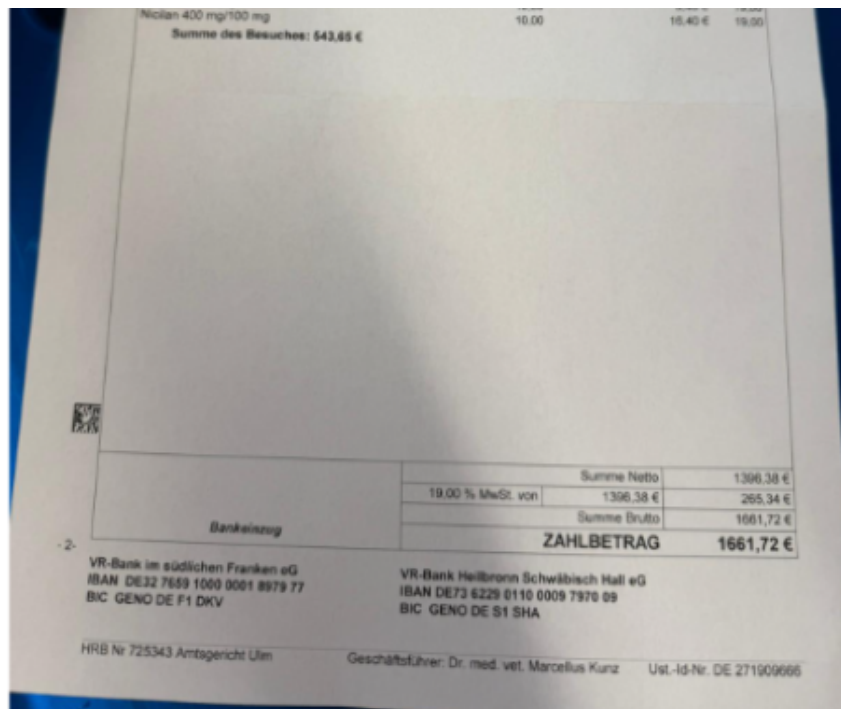 Nicilan 400 mg/100 mg 10.00 16,40 € 19.00
Summe des Besuches: 543,65 €
Summe Netto 1396,38 €
19,00 % MwSt. von 1396,38 € 265,34 €
Summe Brutto 1661,72 €
Bankeinzug
ZAHLBETRAG 1661,72 €
- 2-
VR-Bank im südlichen Franken eG
IBAN DE32 7659 1000 0001 8979 77
BIC GENO DE F1 DKV
VR-Bank Heilbronn Schwäbisch Hall eG
IBAN DE73 6229 0110 0009 7970 09
BIC GENO DE S1 SHA
HRB Nr 725343 Amtsgericht Ulm Geschäftsführer: Dr. med. vet. Marcellus Kunz Ust.-Id-Nr. DE 271909666